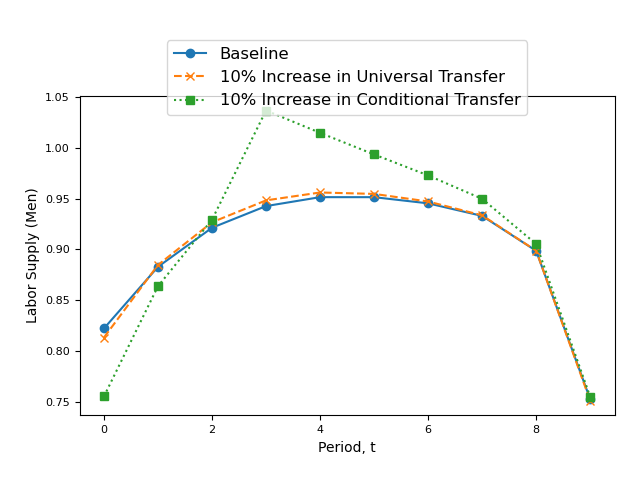 Baseline
10% Increase in Universal Transfer
10% Increase in Conditional Transfer
1.05
1.00
0.95
0.90
0.85
0.80
0.75
Labor Supply (Men)
0 2 4 6 8
Period, t